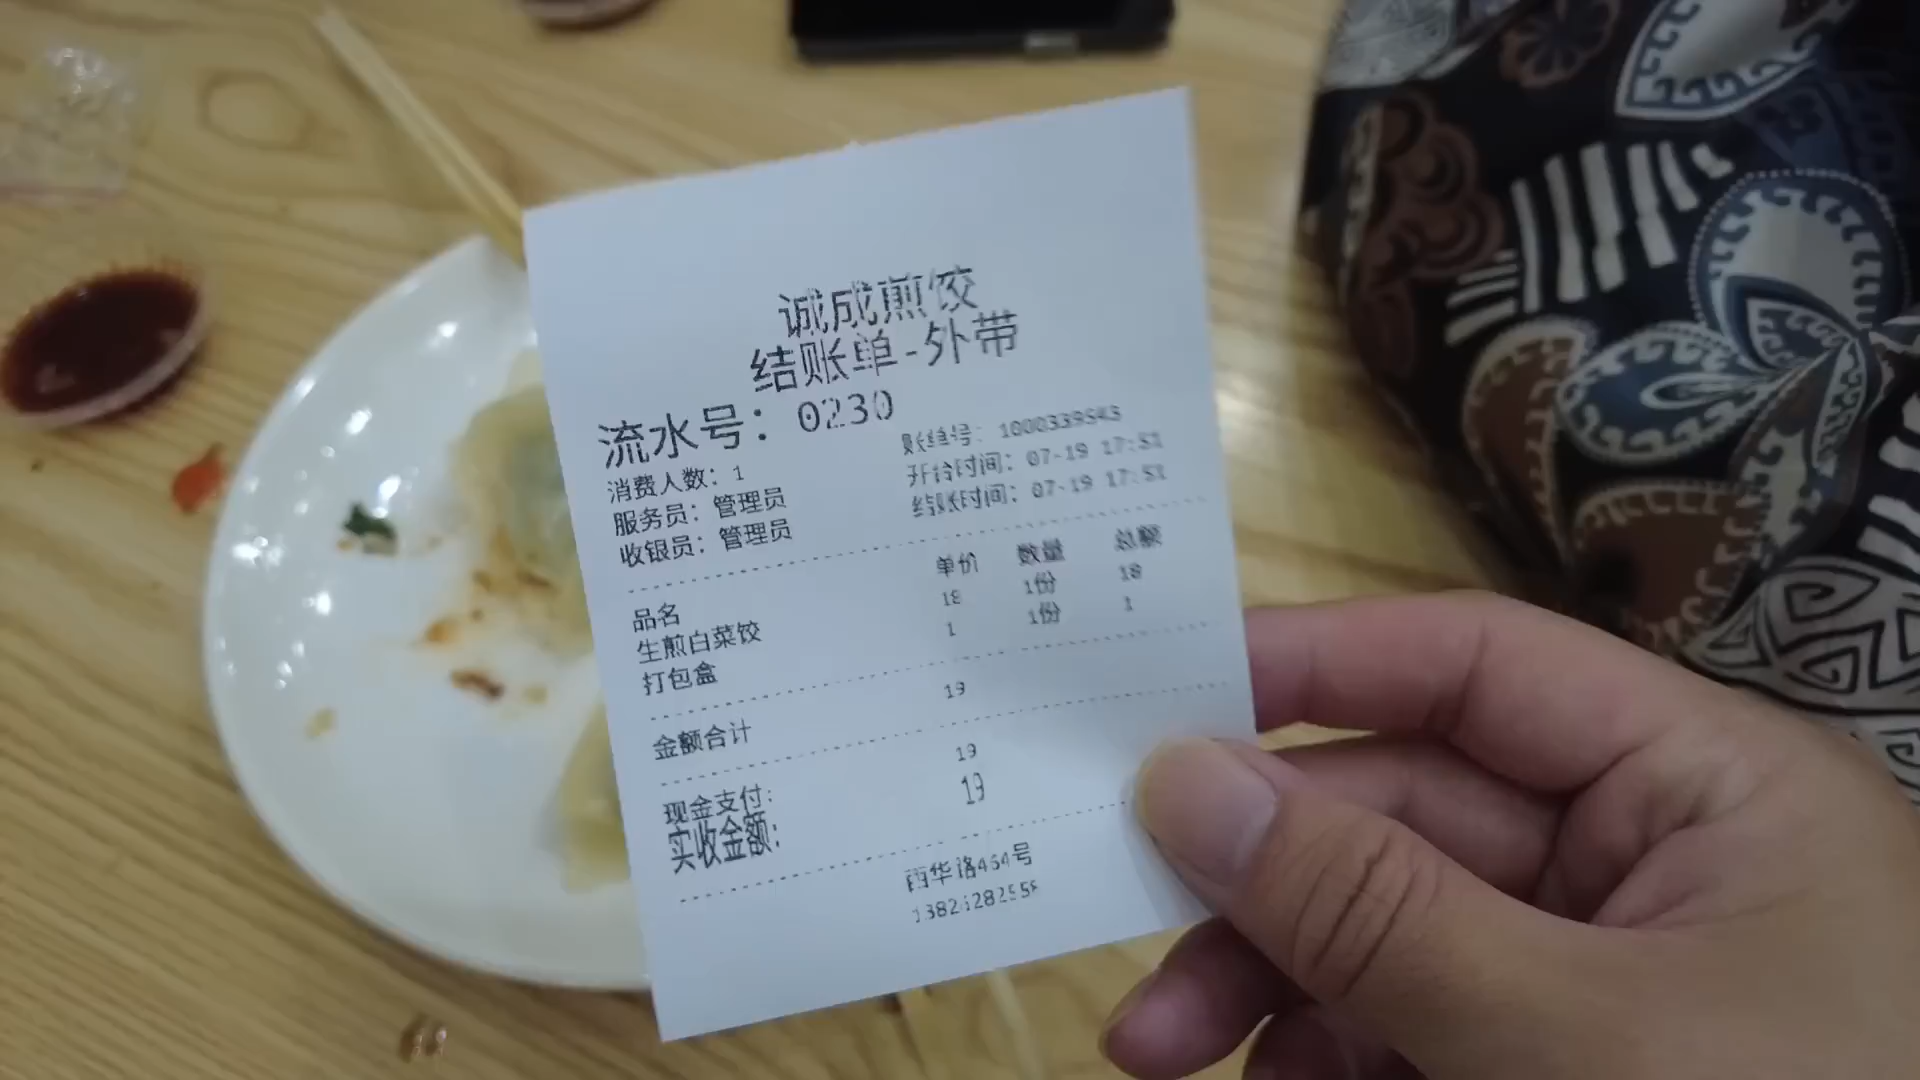 诚成煎饺
结账单-外带
流水号：0230
账单号：1000339543
消费人数：1
开台时间：07-19 17:51
服务员：管理员
结账时间：07-19 17:51
收银员：管理员
品名 单价 数量 总额
生煎白菜饺 18 1份 18
打包盒 1 1份 1
金额合计 19
现金支付： 19
实收金额： 19
西华路464号